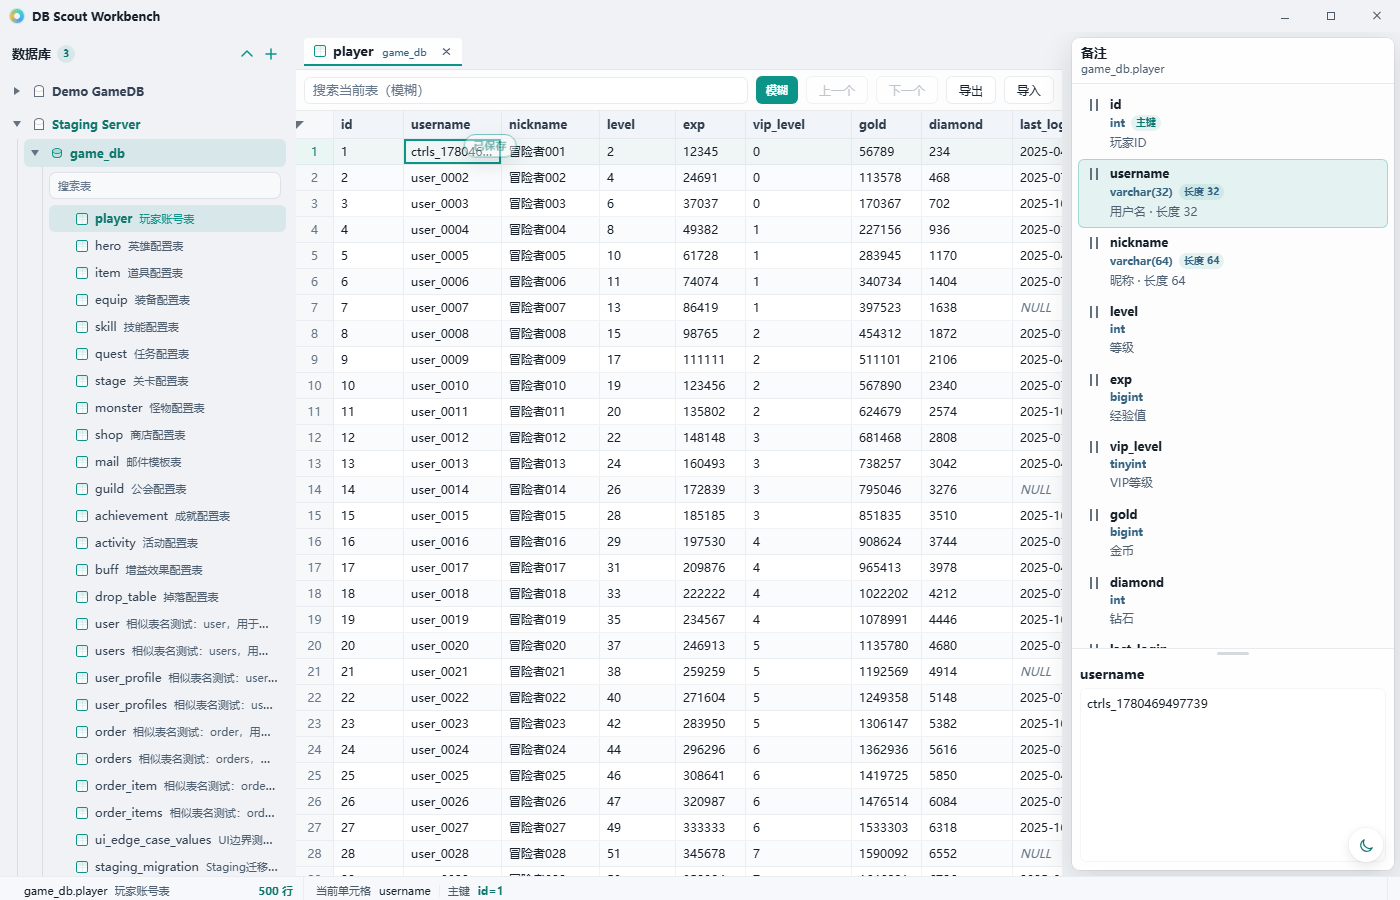 DB Scout Workbench
数据库 3
Demo GameDB
Staging Server
game_db
搜索表
player 玩家账号表
hero 英雄配置表
item 道具配置表
equip 装备配置表
skill 技能配置表
quest 任务配置表
stage 关卡配置表
monster 怪物配置表
shop 商店配置表
mail 邮件模板表
guild 公会配置表
achievement 成就配置表
activity 活动配置表
buff 增益效果配置表
drop_table 掉落配置表
user 相似表名测试：user，用于...
users 相似表名测试：users，用...
user_profile 相似表名测试：user...
user_profiles 相似表名测试：us...
order 相似表名测试：order，用...
orders 相似表名测试：orders，...
order_item 相似表名测试：orde...
order_items 相似表名测试：ord...
ui_edge_case_values UI边界测...
staging_migration Staging迁移...
player game_db
搜索当前表（模糊）
模糊 上一个 下一个 导出 导入
id username nickname level exp vip_level gold diamond last_log
1 1 ctrls_178046... 冒险者001 2 12345 0 56789 234 2025-04
已保存
2 2 user_0002 冒险者002 4 24691 0 113578 468 2025-07
3 3 user_0003 冒险者003 6 37037 0 170367 702 2025-10
4 4 user_0004 冒险者004 8 49382 1 227156 936 2025-01
5 5 user_0005 冒险者005 10 61728 1 283945 1170 2025-04
6 6 user_0006 冒险者006 11 74074 1 340734 1404 2025-07
7 7 user_0007 冒险者007 13 86419 1 397523 1638 NULL
8 8 user_0008 冒险者008 15 98765 2 454312 1872 2025-01
9 9 user_0009 冒险者009 17 111111 2 511101 2106 2025-04
10 10 user_0010 冒险者010 19 123456 2 567890 2340 2025-07
11 11 user_0011 冒险者011 20 135802 2 624679 2574 2025-10
12 12 user_0012 冒险者012 22 148148 3 681468 2808 2025-01
13 13 user_0013 冒险者013 24 160493 3 738257 3042 2025-04
14 14 user_0014 冒险者014 26 172839 3 795046 3276 NULL
15 15 user_0015 冒险者015 28 185185 3 851835 3510 2025-10
16 16 user_0016 冒险者016 29 197530 4 908624 3744 2025-01
17 17 user_0017 冒险者017 31 209876 4 965413 3978 2025-04
18 18 user_0018 冒险者018 33 222222 4 1022202 4212 2025-07
19 19 user_0019 冒险者019 35 234567 4 1078991 4446 2025-10
20 20 user_0020 冒险者020 37 246913 5 1135780 4680 2025-01
21 21 user_0021 冒险者021 38 259259 5 1192569 4914 NULL
22 22 user_0022 冒险者022 40 271604 5 1249358 5148 2025-07
23 23 user_0023 冒险者023 42 283950 5 1306147 5382 2025-10
24 24 user_0024 冒险者024 44 296296 6 1362936 5616 2025-01
25 25 user_0025 冒险者025 46 308641 6 1419725 5850 2025-04
26 26 user_0026 冒险者026 47 320987 6 1476514 6084 2025-07
27 27 user_0027 冒险者027 49 333333 6 1533303 6318 2025-10
28 28 user_0028 冒险者028 51 345678 7 1590092 6552 NULL
备注
game_db.player
id
int 主键
玩家ID
username
varchar(32) 长度 32
用户名 · 长度 32
nickname
varchar(64) 长度 64
昵称 · 长度 64
level
int
等级
exp
bigint
经验值
vip_level
tinyint
VIP等级
gold
bigint
金币
diamond
int
钻石
last_login
username
ctrls_1780469497739
game_db.player 玩家账号表 500 行 当前单元格 username 主键 id=1